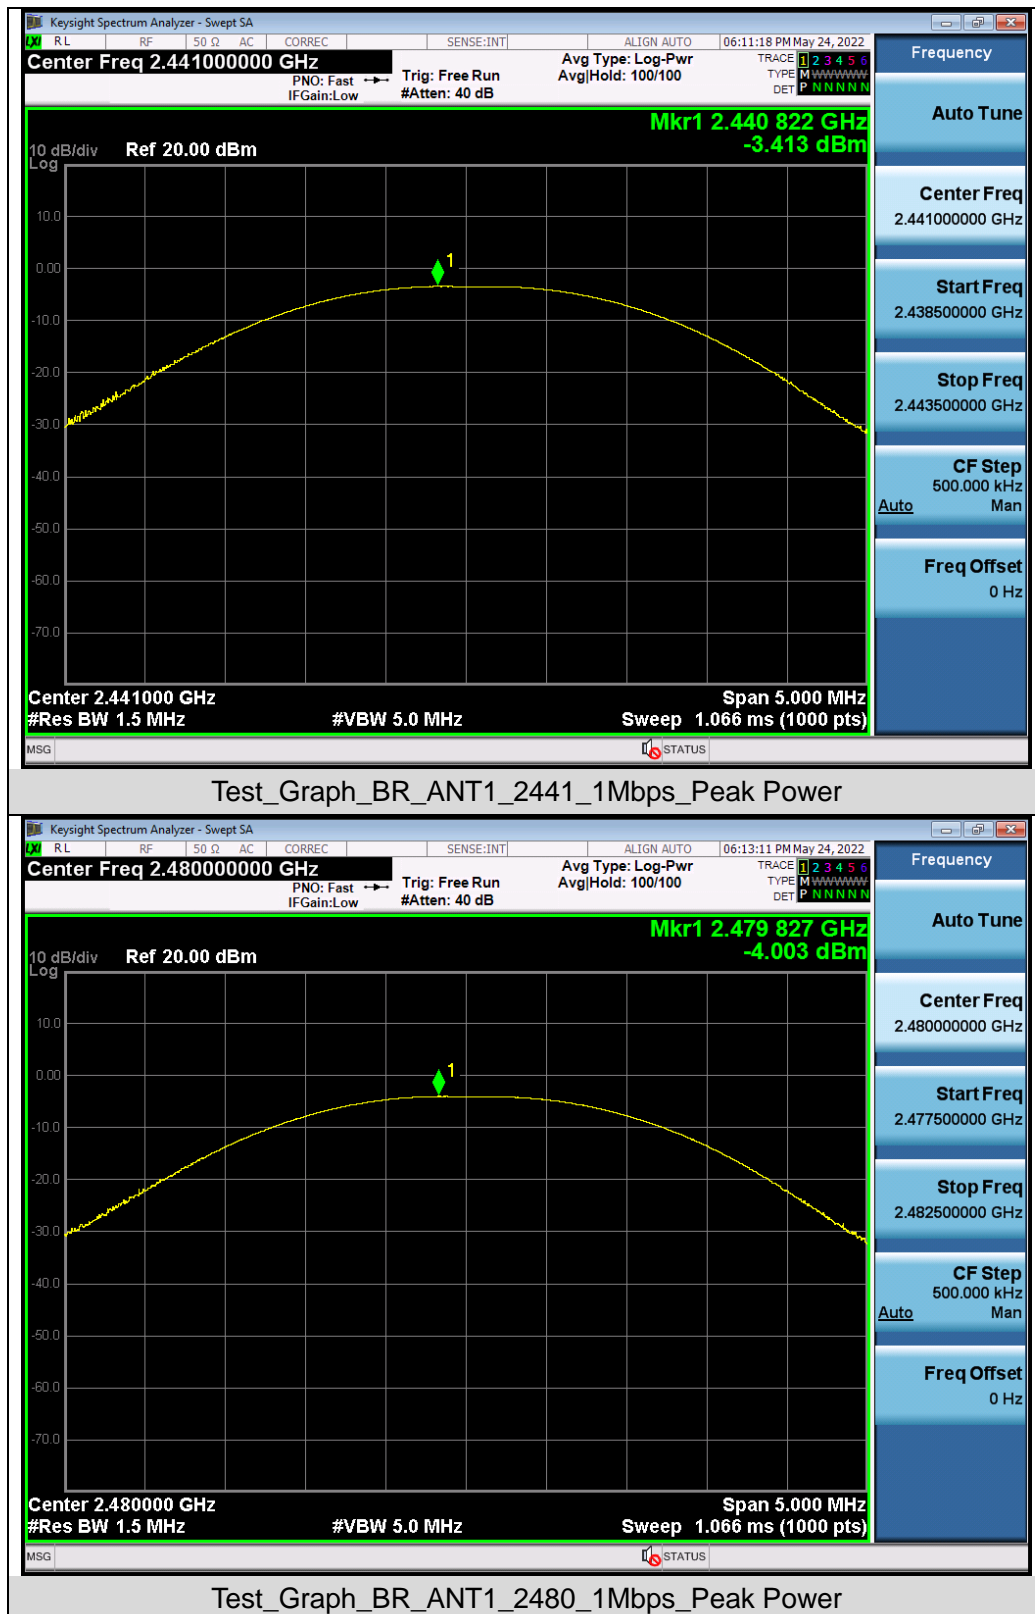 Keysight Spectrum Analyzer - Swept SA
LXI RL RF 50 Ω AC CORREC SENSE:INT ALIGN AUTO 06:11:18 PM May 24, 2022
Center Freq 2.441000000 GHz
PNO: Fast
IFGain:Low
Trig: Free Run
#Atten: 40 dB
Avg Type: Log-Pwr
Avg|Hold: 100/100
TRACE 1 2 3 4 5 6
TYPE M WWWWW
DET P N N N N N
Mkr1 2.440 822 GHz
-3.413 dBm
10 dB/div Ref 20.00 dBm
Log
10.0
0.00
-10.0
-20.0
-30.0
-40.0
-50.0
-60.0
-70.0
1
Center 2.441000 GHz Span 5.000 MHz
#Res BW 1.5 MHz #VBW 5.0 MHz Sweep 1.066 ms (1000 pts)
MSG STATUS
Frequency
Auto Tune
Center Freq
2.441000000 GHz
Start Freq
2.438500000 GHz
Stop Freq
2.443500000 GHz
CF Step
500.000 kHz
Auto Man
Freq Offset
0 Hz
Test_Graph_BR_ANT1_2441_1Mbps_Peak Power
Keysight Spectrum Analyzer - Swept SA
LXI RL RF 50 Ω AC CORREC SENSE:INT ALIGN AUTO 06:13:11 PM May 24, 2022
Center Freq 2.480000000 GHz
PNO: Fast
IFGain:Low
Trig: Free Run
#Atten: 40 dB
Avg Type: Log-Pwr
Avg|Hold: 100/100
TRACE 1 2 3 4 5 6
TYPE M WWWWW
DET P N N N N N
Mkr1 2.479 827 GHz
-4.003 dBm
10 dB/div Ref 20.00 dBm
Log
10.0
0.00
-10.0
-20.0
-30.0
-40.0
-50.0
-60.0
-70.0
1
Center 2.480000 GHz Span 5.000 MHz
#Res BW 1.5 MHz #VBW 5.0 MHz Sweep 1.066 ms (1000 pts)
MSG STATUS
Frequency
Auto Tune
Center Freq
2.480000000 GHz
Start Freq
2.477500000 GHz
Stop Freq
2.482500000 GHz
CF Step
500.000 kHz
Auto Man
Freq Offset
0 Hz
Test_Graph_BR_ANT1_2480_1Mbps_Peak Power